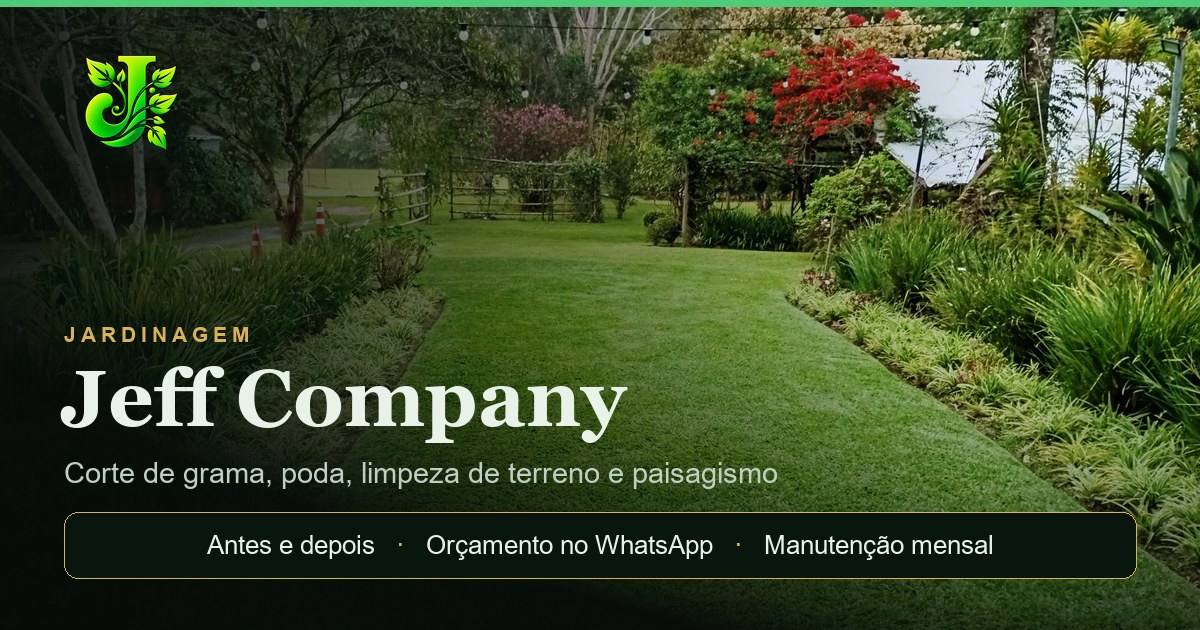 J
JARDINAGEM
Jeff Company
Corte de grama, poda, limpeza de terreno e paisagismo
Antes e depois · Orçamento no WhatsApp · Manutenção mensal